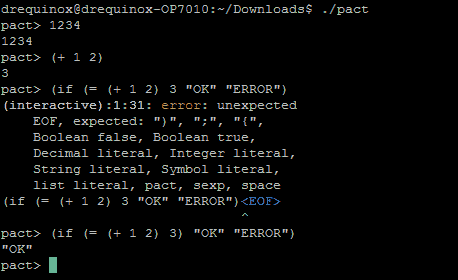 drequinox@drequinox-OP7010:~/Downloads$ ./pact
pact> 1234
1234
pact> (+ 1 2)
3
pact> (if (= (+ 1 2) 3 "OK" "ERROR")
(interactive):1:31: error: unexpected
    EOF, expected: ")", ";", "{",
    Boolean false, Boolean true,
    Decimal literal, Integer literal,
    String literal, Symbol literal,
    list literal, pact, sexp, space
(if (= (+ 1 2) 3 "OK" "ERROR")<EOF>
                              ^
pact> (if (= (+ 1 2) 3) "OK" "ERROR")
"OK"
pact>